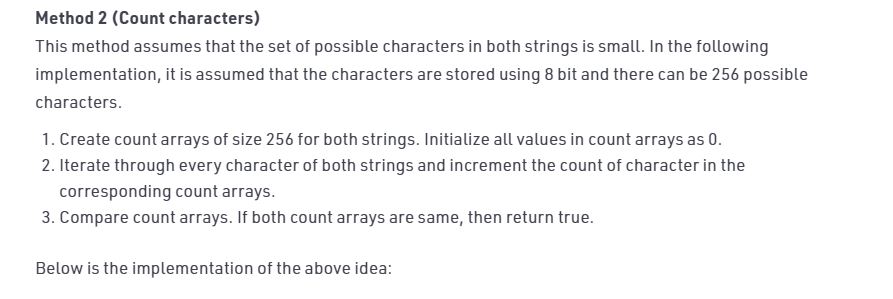 Method 2 (Count characters)
This method assumes that the set of possible characters in both strings is small. In the following
implementation, it is assumed that the characters are stored using 8 bit and there can be 256 possible
characters.
1. Create count arrays of size 256 for both strings. Initialize all values in count arrays as 0.
2. Iterate through every character of both strings and increment the count of character in the
corresponding count arrays.
3. Compare count arrays. If both count arrays are same, then return true.
Below is the implementation of the above idea: